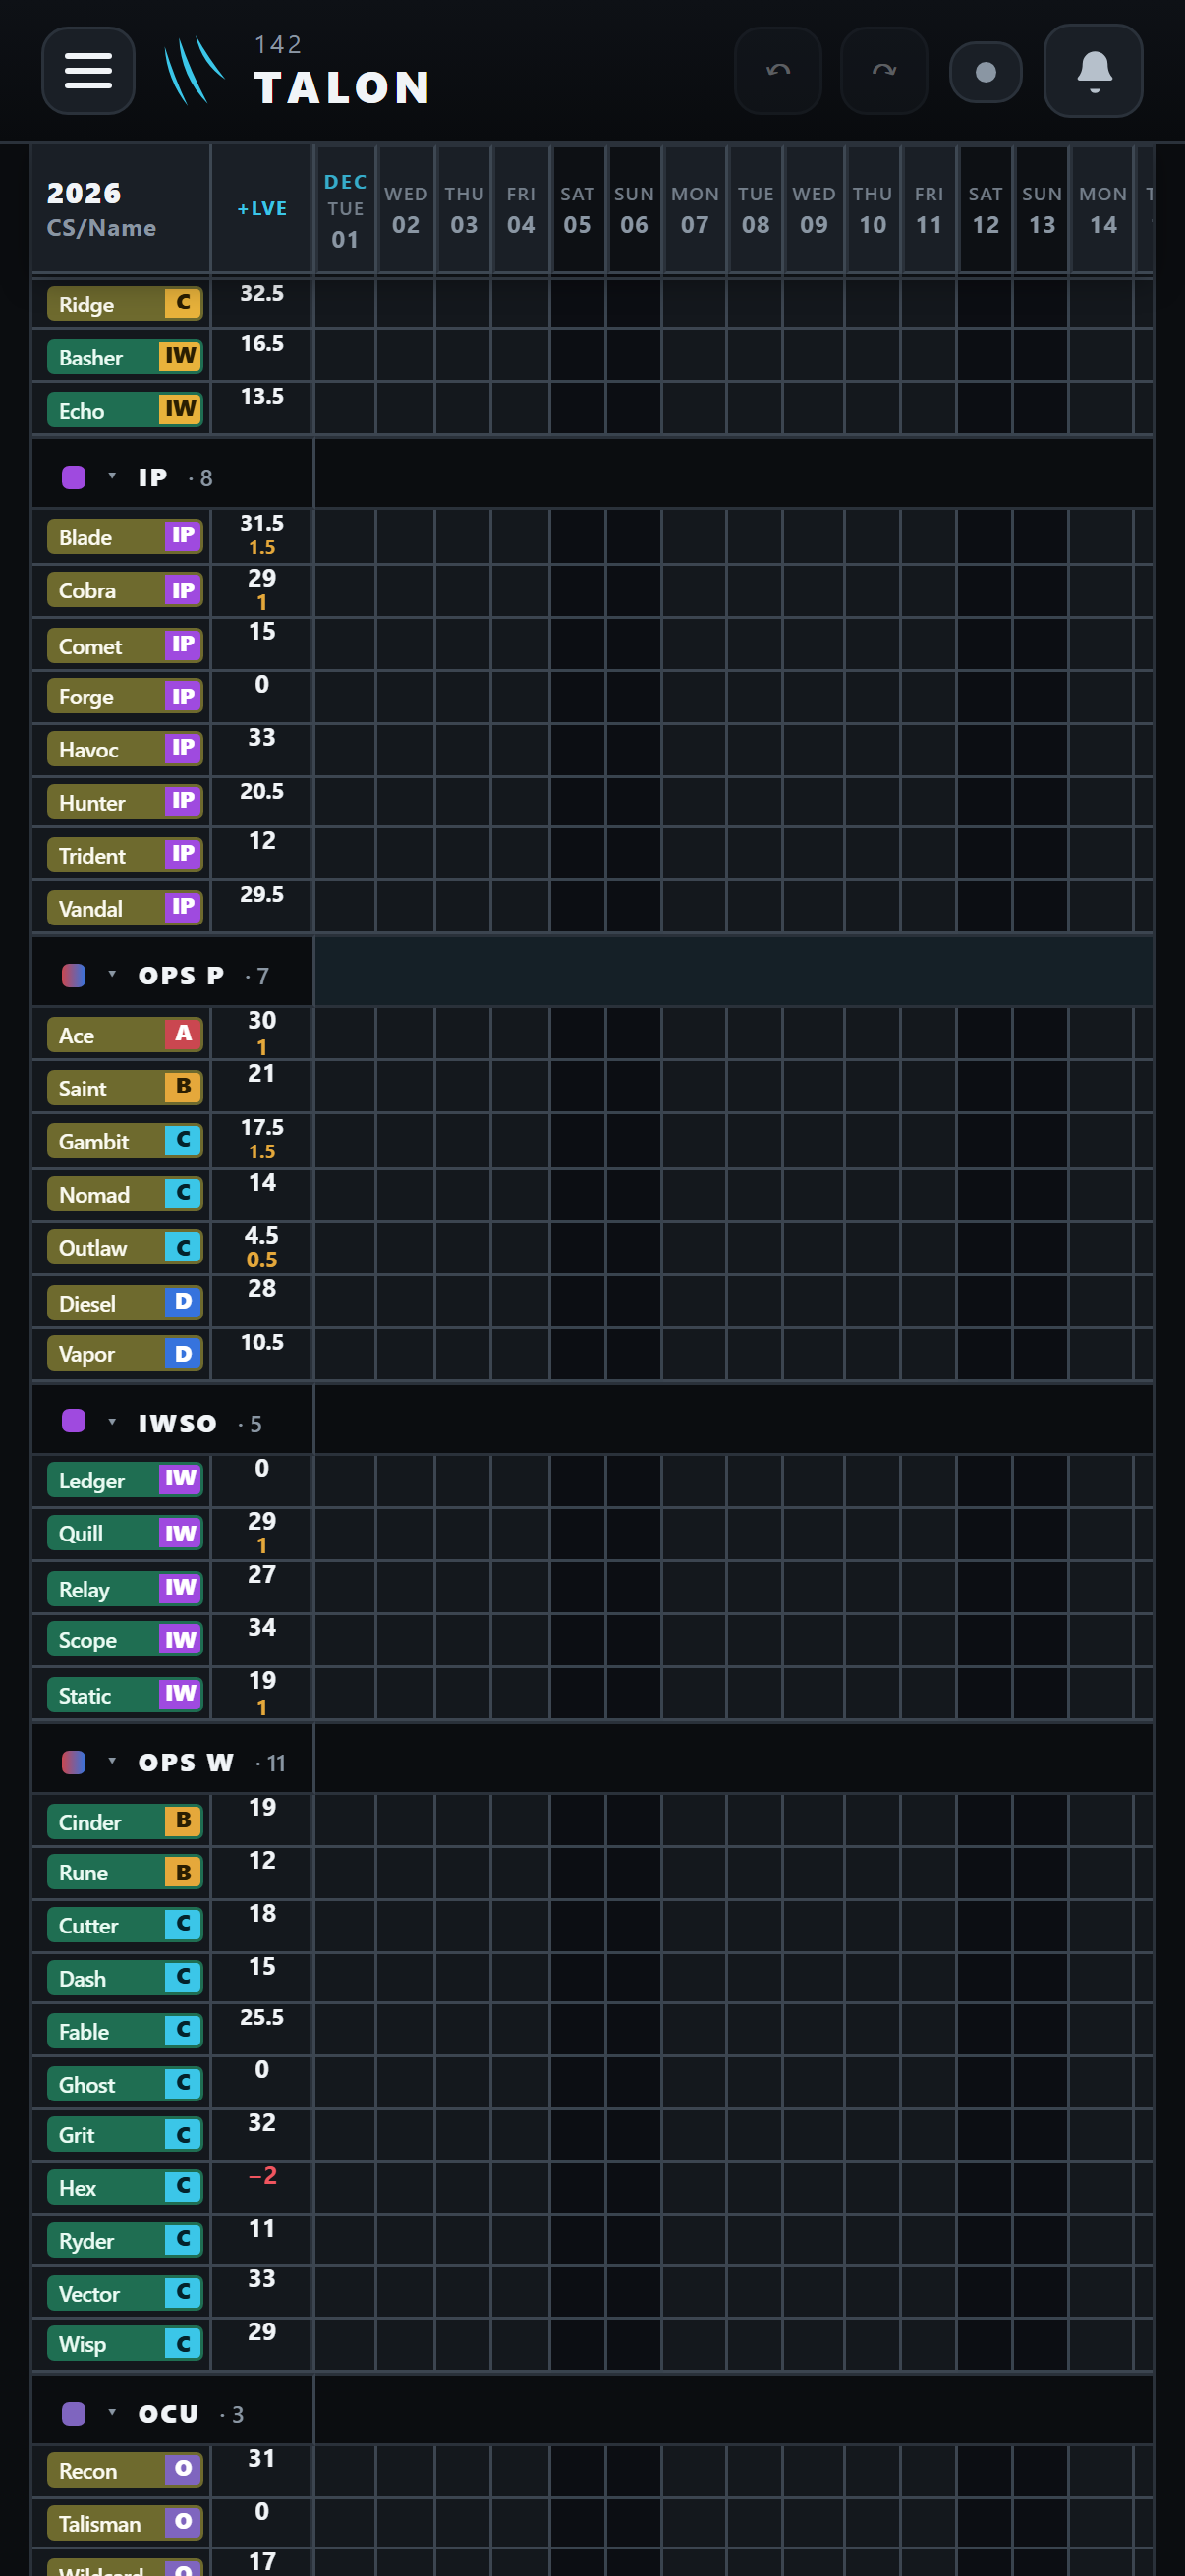 142
TALON
2026
CS/Name
+LVE
DEC
TUE 01
WED 02
THU 03
FRI 04
SAT 05
SUN 06
MON 07
TUE 08
WED 09
THU 10
FRI 11
SAT 12
SUN 13
MON 14
Ridge C 32.5
Basher IW 16.5
Echo IW 13.5
IP · 8
Blade IP 31.5
1.5
Cobra IP 29
1
Comet IP 15
Forge IP 0
Havoc IP 33
Hunter IP 20.5
Trident IP 12
Vandal IP 29.5
OPS P · 7
Ace A 30
1
Saint B 21
Gambit C 17.5
1.5
Nomad C 14
Outlaw C 4.5
0.5
Diesel D 28
Vapor D 10.5
IWSO · 5
Ledger IW 0
Quill IW 29
1
Relay IW 27
Scope IW 34
Static IW 19
1
OPS W · 11
Cinder B 19
Rune B 12
Cutter C 18
Dash C 15
Fable C 25.5
Ghost C 0
Grit C 32
Hex C −2
Ryder C 11
Vector C 33
Wisp C 29
OCU · 3
Recon O 31
Talisman O 0
Wildcard O 17